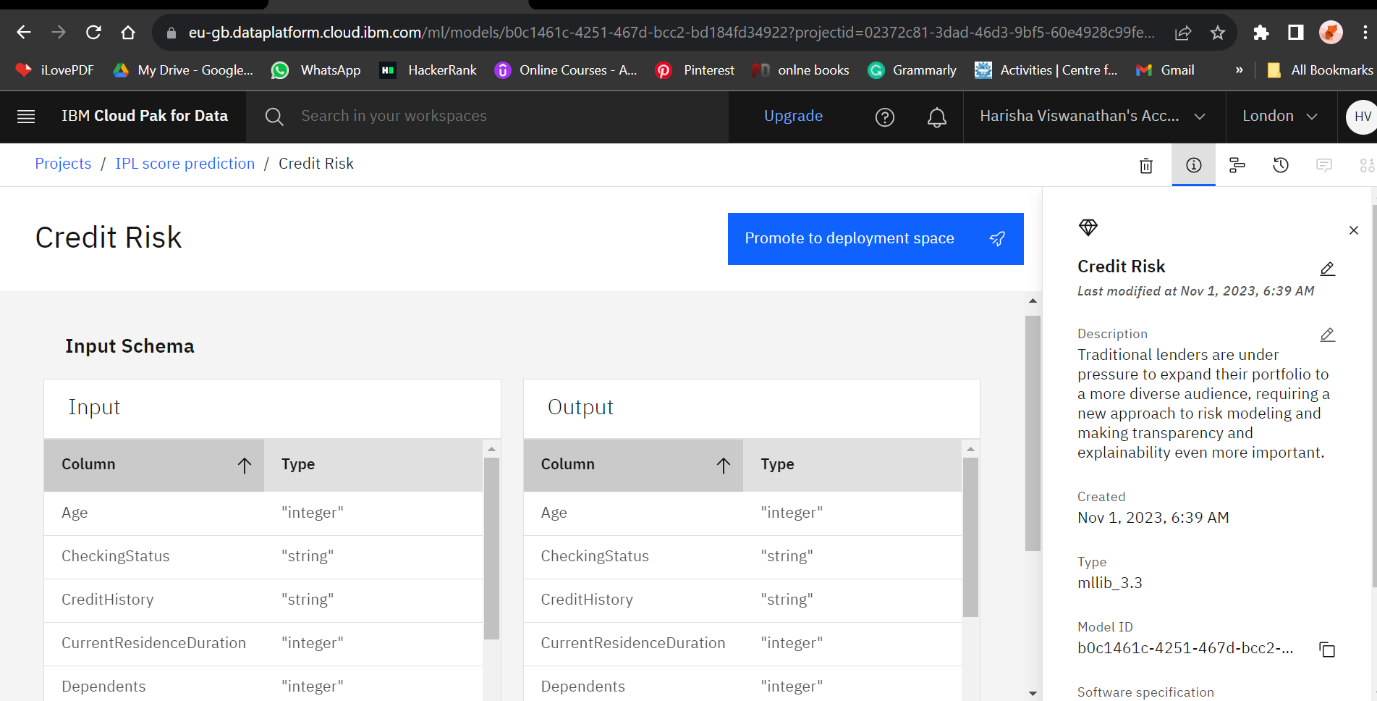 eu-gb.dataplatform.cloud.ibm.com/ml/models/b0c1461c-4251-467d-bcc2-bd184fd34922?projectid=02372c81-3dad-46d3-9bf5-60e4928c99fe...
iLovePDF My Drive - Google... WhatsApp HackerRank Online Courses - A... Pinterest onlne books Grammarly Activities | Centre f... Gmail » All Bookmarks
IBM Cloud Pak for Data Search in your workspaces Upgrade Harisha Viswanathan's Acc... London HV
Projects / IPL score prediction / Credit Risk
Credit Risk
Promote to deployment space
Input Schema
Input
Column Type
Age "integer"
CheckingStatus "string"
CreditHistory "string"
CurrentResidenceDuration "integer"
Dependents "integer"
Output
Column Type
Age "integer"
CheckingStatus "string"
CreditHistory "string"
CurrentResidenceDuration "integer"
Dependents "integer"
Credit Risk
Last modified at Nov 1, 2023, 6:39 AM
Description
Traditional lenders are under
pressure to expand their portfolio to
a more diverse audience, requiring a
new approach to risk modeling and
making transparency and
explainability even more important.
Created
Nov 1, 2023, 6:39 AM
Type
mllib_3.3
Model ID
b0c1461c-4251-467d-bcc2-...
Software specification